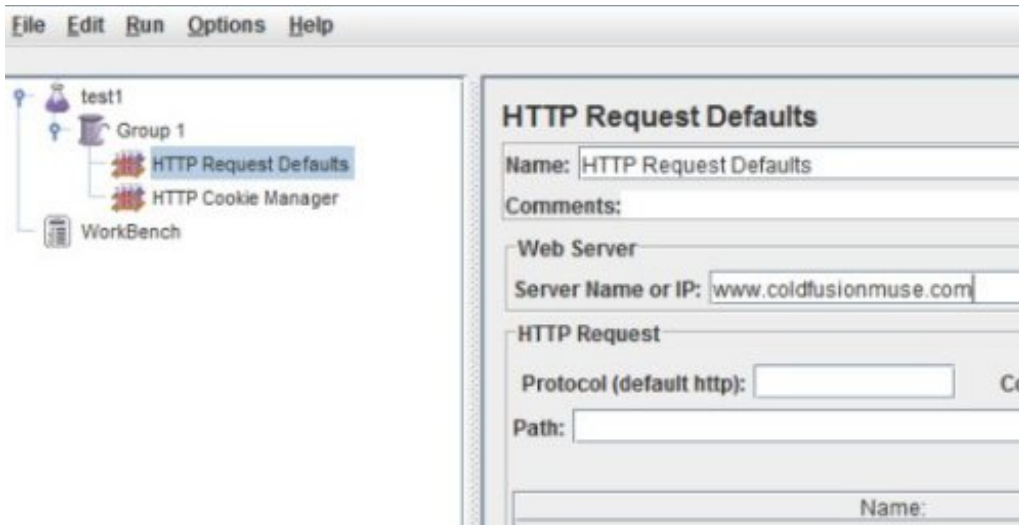 File Edit Run Options Help
test1
Group 1
HTTP Request Defaults
HTTP Cookie Manager
WorkBench
HTTP Request Defaults
Name: HTTP Request Defaults
Comments:
Web Server
Server Name or IP: www.coldfusionmuse.com
HTTP Request
Protocol (default http): Co
Path:
Name: